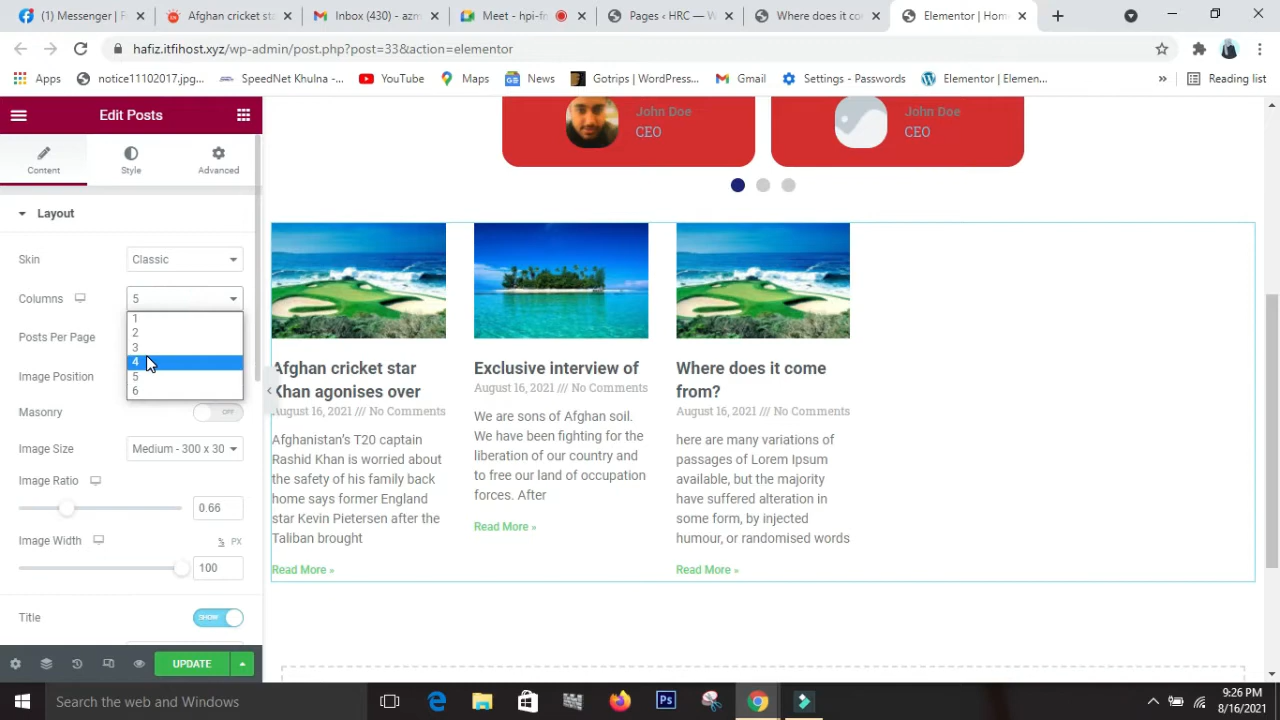 (1) Messenger
Afghan cricket sta
Inbox (430) - azm
Meet - hpi-fn
Pages ‹ HRC — W
Where does it co
Elementor | Hom
hafiz.itfihost.xyz/wp-admin/post.php?post=33&action=elementor
Apps
notice11102017.jpg...
SpeedNet Khulna -...
YouTube
Maps
News
Gotrips | WordPress...
Gmail
Settings - Passwords
Elementor | Elemen...
»
Reading list
Edit Posts
Content
Style
Advanced
Layout
Skin
Classic
Columns
5
1
2
3
4
5
6
Posts Per Page
Image Position
Masonry
OFF
Image Size
Medium - 300 x 30
Image Ratio
0.66
Image Width
% PX
100
Title
SHOW
UPDATE
John Doe
CEO
John Doe
CEO
Afghan cricket star
Khan agonises over
August 16, 2021 /// No Comments
Afghanistan's T20 captain
Rashid Khan is worried about
the safety of his family back
home says former England
star Kevin Pietersen after the
Taliban brought
Read More »
Exclusive interview of
August 16, 2021 /// No Comments
We are sons of Afghan soil.
We have been fighting for the
liberation of our country and
to free our land of occupation
forces. After
Read More »
Where does it come
from?
August 16, 2021 /// No Comments
here are many variations of
passages of Lorem Ipsum
available, but the majority
have suffered alteration in
some form, by injected
humour, or randomised words
Read More »
Search the web and Windows
Ps
9:26 PM
8/16/2021